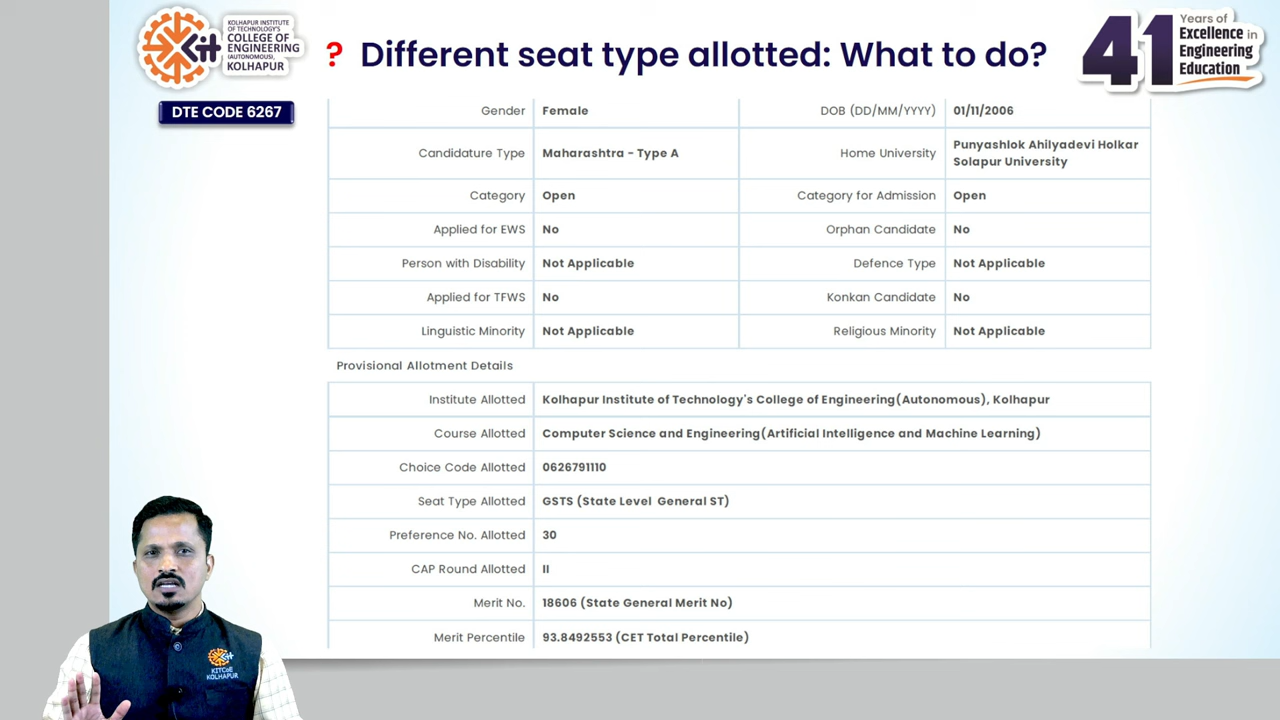 KOLHAPUR INSTITUTE
OF TECHNOLOGY'S
COLLEGE OF
ENGINEERING
(AUTONOMOUS),
KOLHAPUR
Kit
? Different seat type allotted: What to do?
41 Years of
Excellence in
Engineering
Education
DTE CODE 6267
Gender Female DOB (DD/MM/YYYY) 01/11/2006
Candidature Type Maharashtra - Type A Home University Punyashlok Ahilyadevi Holkar
Solapur University
Category Open Category for Admission Open
Applied for EWS No Orphan Candidate No
Person with Disability Not Applicable Defence Type Not Applicable
Applied for TFWS No Konkan Candidate No
Linguistic Minority Not Applicable Religious Minority Not Applicable
Provisional Allotment Details
Institute Allotted Kolhapur Institute of Technology's College of Engineering(Autonomous), Kolhapur
Course Allotted Computer Science and Engineering(Artificial Intelligence and Machine Learning)
Choice Code Allotted 0626791110
Seat Type Allotted GSTS (State Level General ST)
Preference No. Allotted 30
CAP Round Allotted II
Merit No. 18606 (State General Merit No)
Merit Percentile 93.8492553 (CET Total Percentile)
Kit
KITCoE
KOLHAPUR